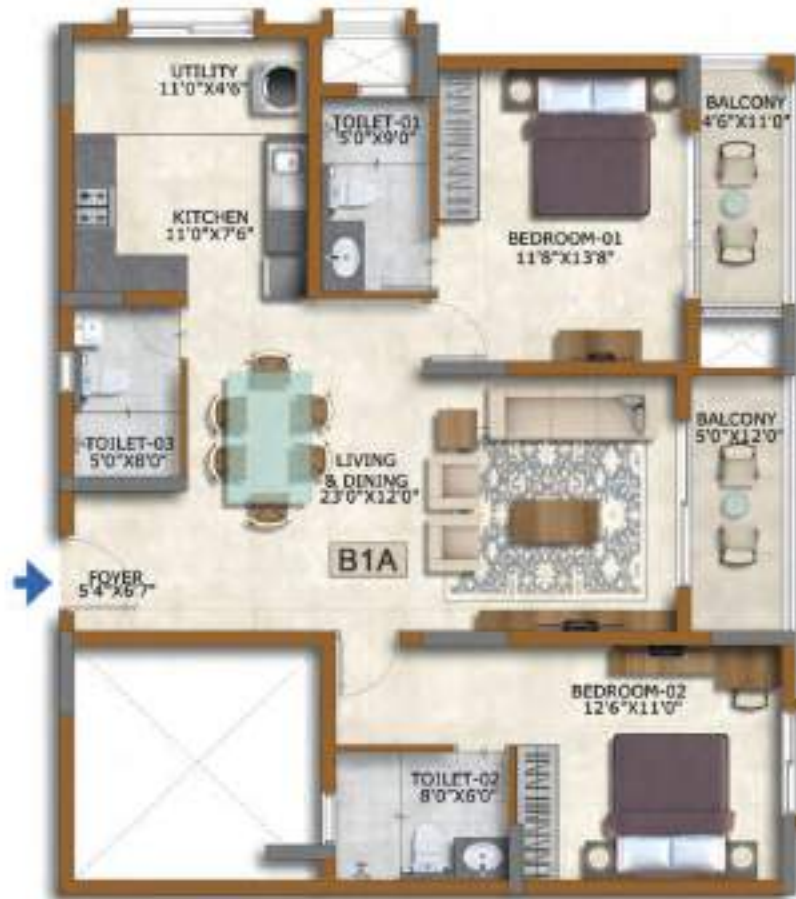 UTILITY
11'0"X4'6"
TOILET-01
5'0"X9'0"
BALCONY
4'6"X11'0"
KITCHEN
11'0"X7'6"
BEDROOM-01
11'8"X13'8"
TOILET-03
5'0"X8'0"
LIVING
& DINING
23'0"X12'0"
BALCONY
5'0"X12'0"
B1A
FOYER
5'4"X6'7"
BEDROOM-02
12'6"X11'0"
TOILET-02
8'0"X6'0"